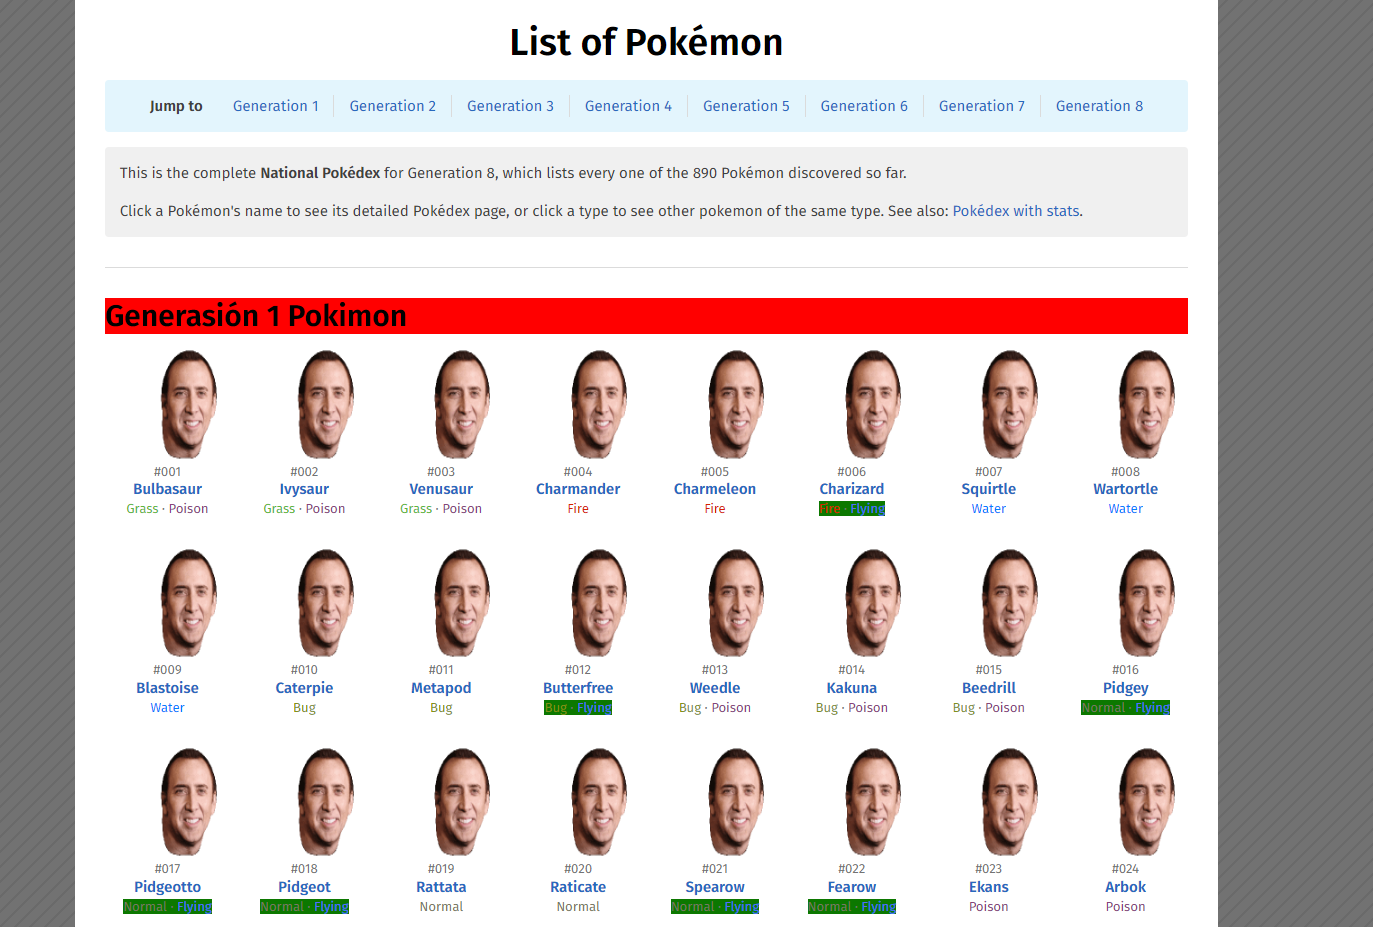 List of Pokémon
Jump to Generation 1 Generation 2 Generation 3 Generation 4 Generation 5 Generation 6 Generation 7 Generation 8
This is the complete National Pokédex for Generation 8, which lists every one of the 890 Pokémon discovered so far.
Click a Pokémon's name to see its detailed Pokédex page, or click a type to see other pokemon of the same type. See also: Pokédex with stats.
Generasión 1 Pokimon
#001 #002 #003 #004 #005 #006 #007 #008
Bulbasaur Ivysaur Venusaur Charmander Charmeleon Charizard Squirtle Wartortle
Grass · Poison Grass · Poison Grass · Poison Fire Fire Fire · Flying Water Water
#009 #010 #011 #012 #013 #014 #015 #016
Blastoise Caterpie Metapod Butterfree Weedle Kakuna Beedrill Pidgey
Water Bug Bug Bug · Flying Bug · Poison Bug · Poison Bug · Poison Normal · Flying
#017 #018 #019 #020 #021 #022 #023 #024
Pidgeotto Pidgeot Rattata Raticate Spearow Fearow Ekans Arbok
Normal · Flying Normal · Flying Normal Normal Normal · Flying Normal · Flying Poison Poison